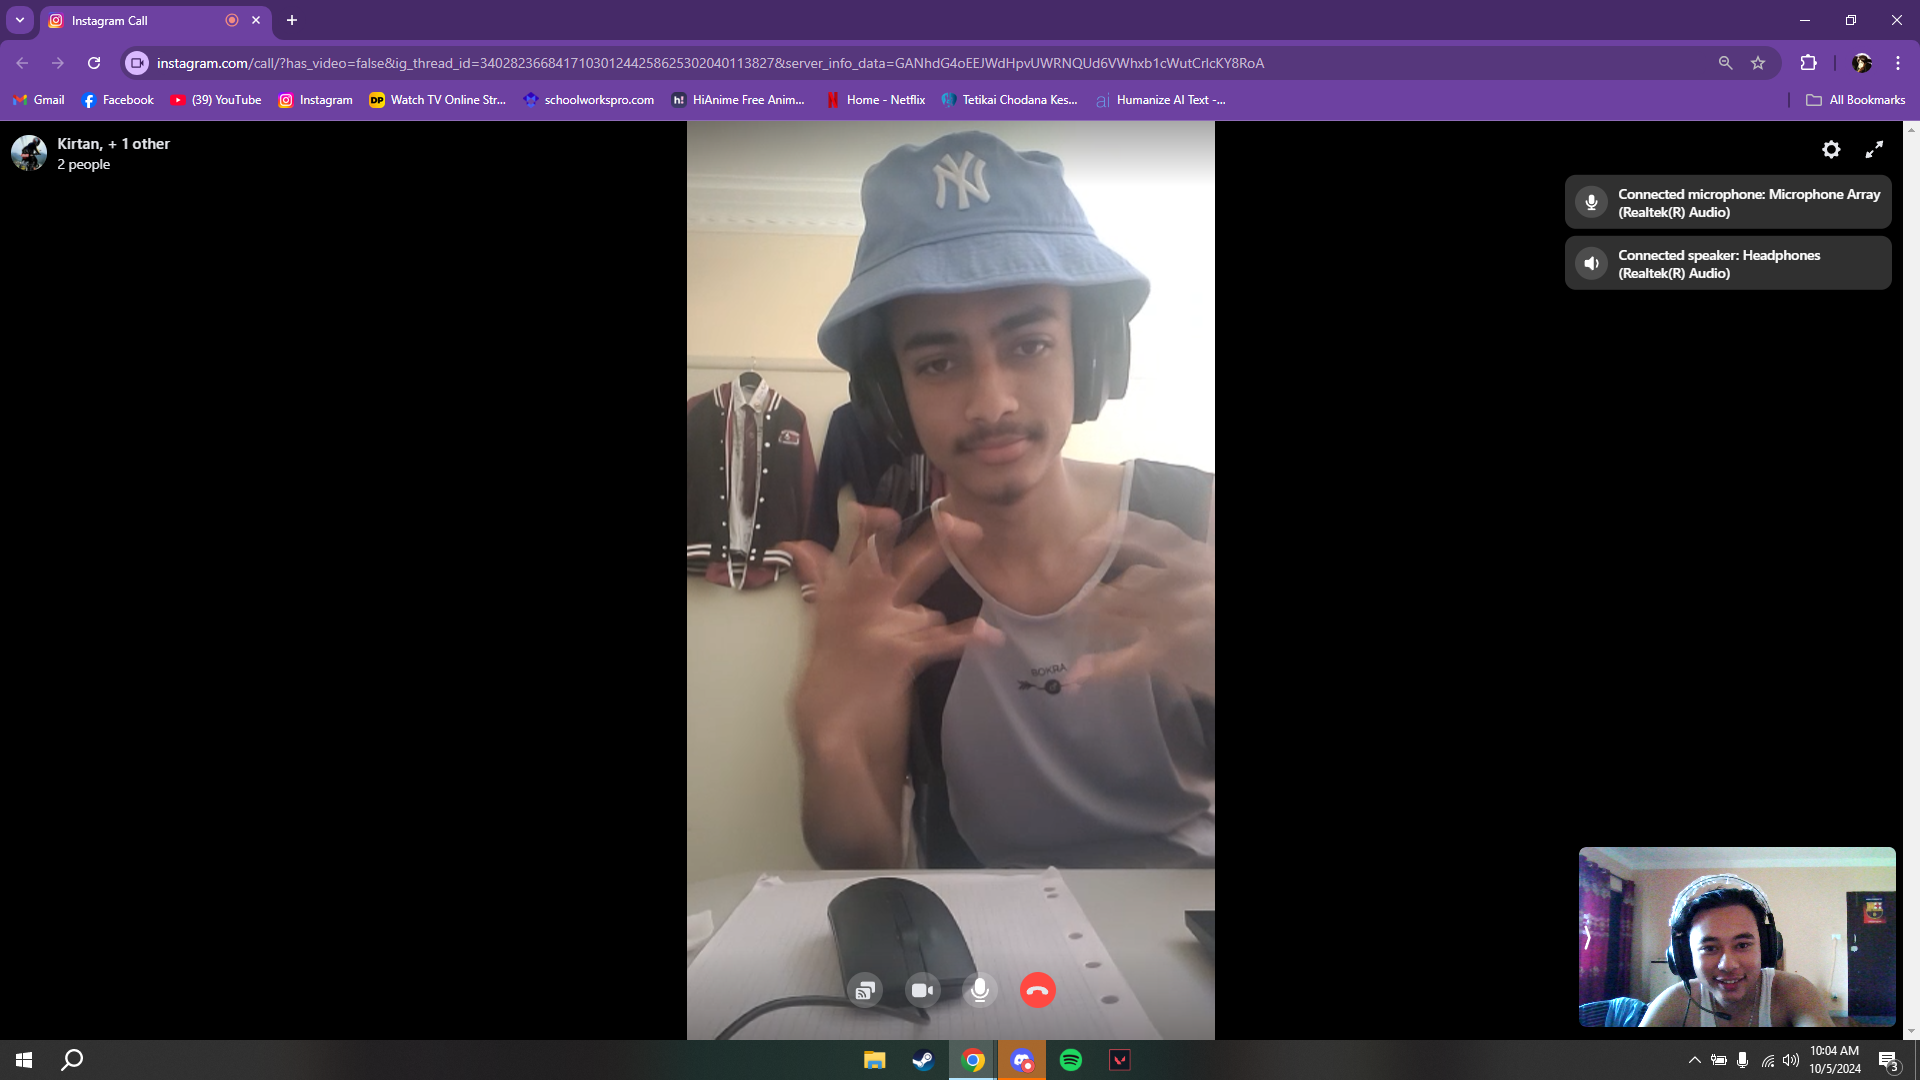 Instagram Call
instagram.com/call/?has_video=false&ig_thread_id=340282366841710301244258625302040113827&server_info_data=GANhdG4oEEJWdHpvUWRNQUd6VWhxb1cWutCrlcKY8RoA
Gmail
Facebook
(39) YouTube
Instagram
DP Watch TV Online Str...
schoolworkspro.com
h! HiAnime Free Anim...
Home - Netflix
Tetikai Chodana Kes...
ai Humanize AI Text -...
All Bookmarks
Kirtan, + 1 other
2 people
Connected microphone: Microphone Array
(Realtek(R) Audio)
Connected speaker: Headphones
(Realtek(R) Audio)
NY
BOKRA
10:04 AM
10/5/2024
3